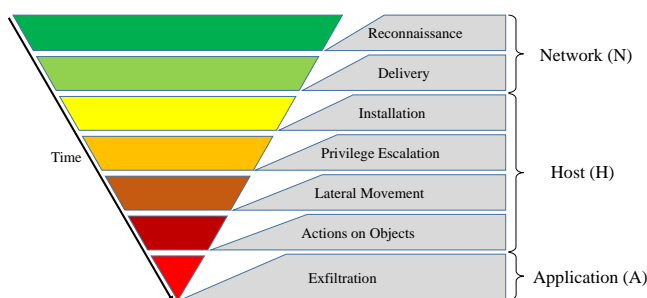 Reconnaissance
Delivery
Network (N)
Installation
Privilege Escalation
Time
Lateral Movement
Actions on Objects
Host (H)
Exfiltration
Application (A)